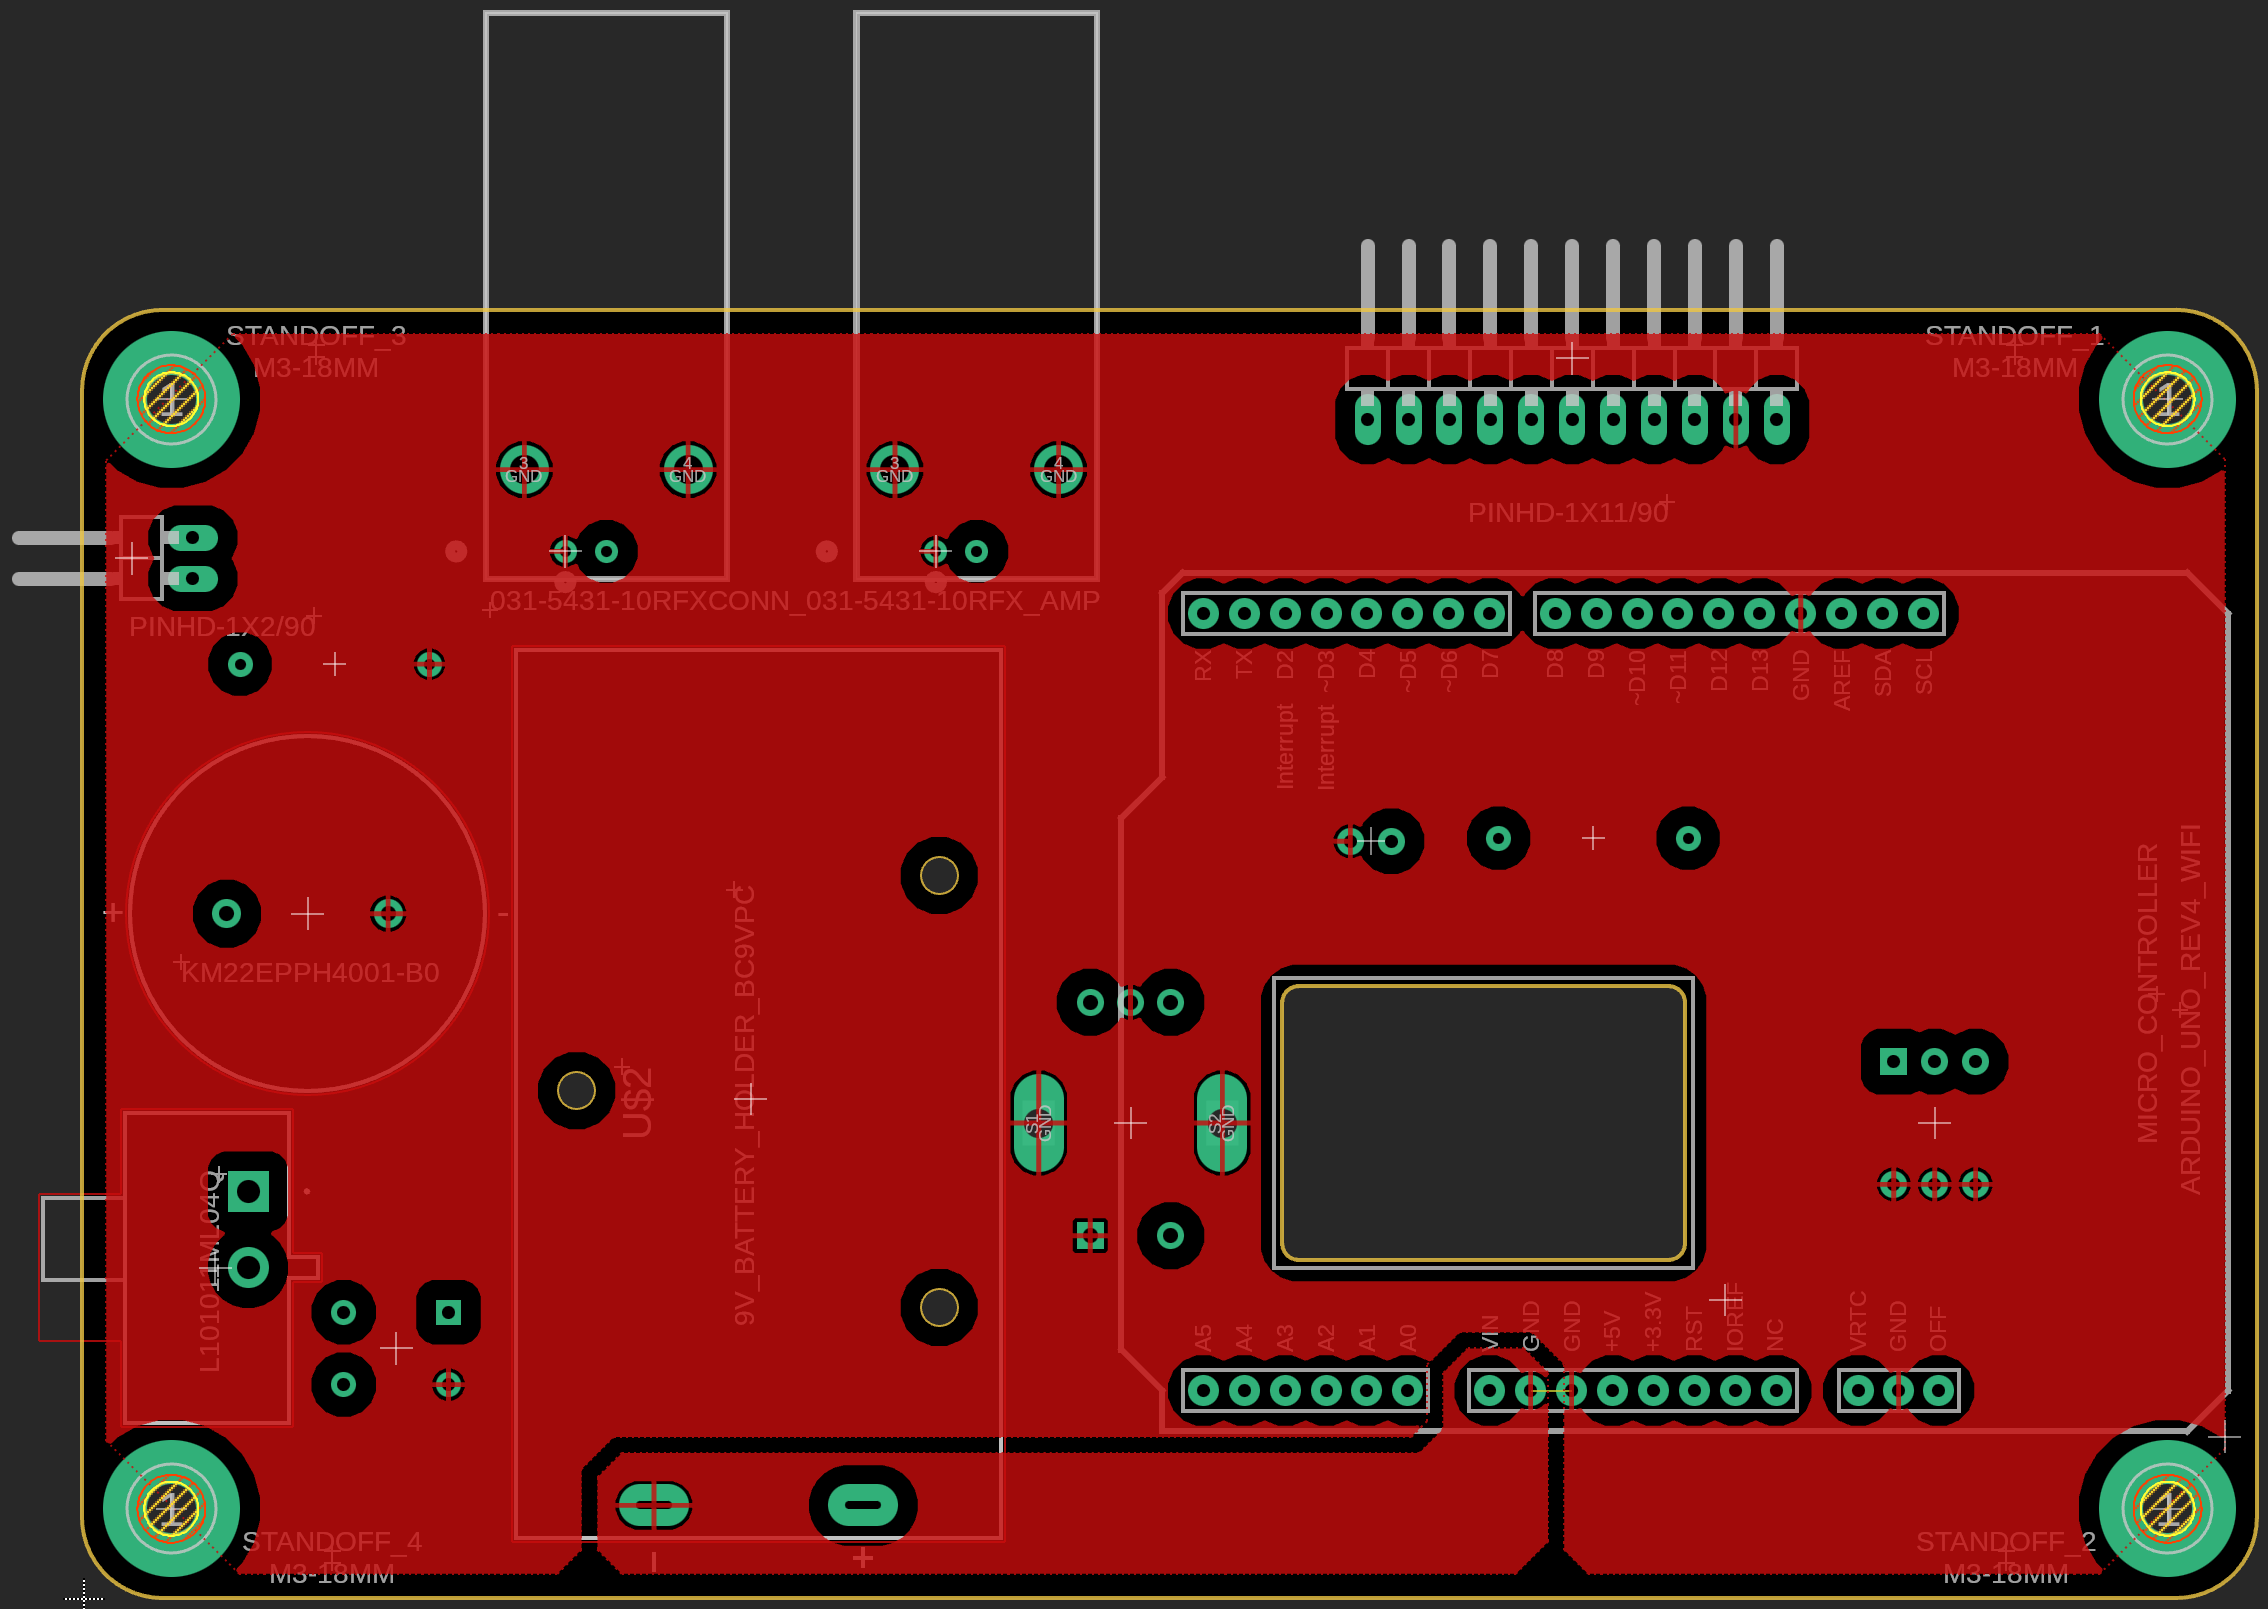 STANDOFF_3
M3-18MM
STANDOFF_1
M3-18MM
1
1
3
GND
4
GND
3
GND
4
GND
PINHD-1X11/90
031-5431-10RFXCONN_031-5431-10RFX_AMP
PINHD-1X2/90
RX
TX
D2
~D3
D4
~D5
~D6
D7
D8
D9
~D10
~D11
D12
D13
GND
AREF
SDA
SCL
Interrupt
Interrupt
+
-
KM22EPPH4001-B0
9V_BATTERY_HOLDER_BC9VPC
U$2
S1
GND
S2
GND
MICRO_CONTROLLER
ARDUINO_UNO_REV4_WIFI
L101011ML04Q
A5
A4
A3
A2
A1
A0
VIN
GND
GND
+5V
+3.3V
RST
IOREF
NC
VRTC
GND
OFF
1
1
STANDOFF_4
M3-18MM
-
+
STANDOFF_2
M3-18MM